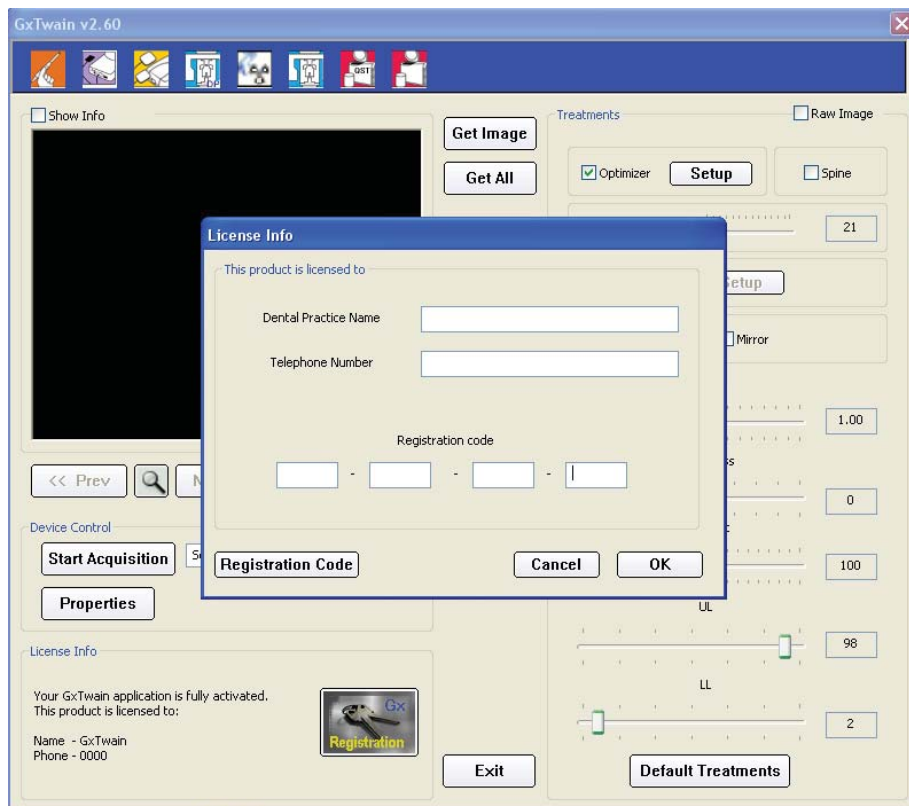 GxTwain v2.60
QST
Show Info
Get Image
Get All
Treatments
Raw Image
Optimizer
Setup
Spine
21
Setup
Mirror
1.00
0
100
UL
98
LL
2
Default Treatments
License Info
This product is licensed to
Dental Practice Name
Telephone Number
Registration code
- - -
Registration Code
Cancel
OK
<< Prev
Device Control
Start Acquisition
Properties
License Info
Your GxTwain application is fully activated.
This product is licensed to:
Name - GxTwain
Phone - 0000
Gx
Registration
Exit